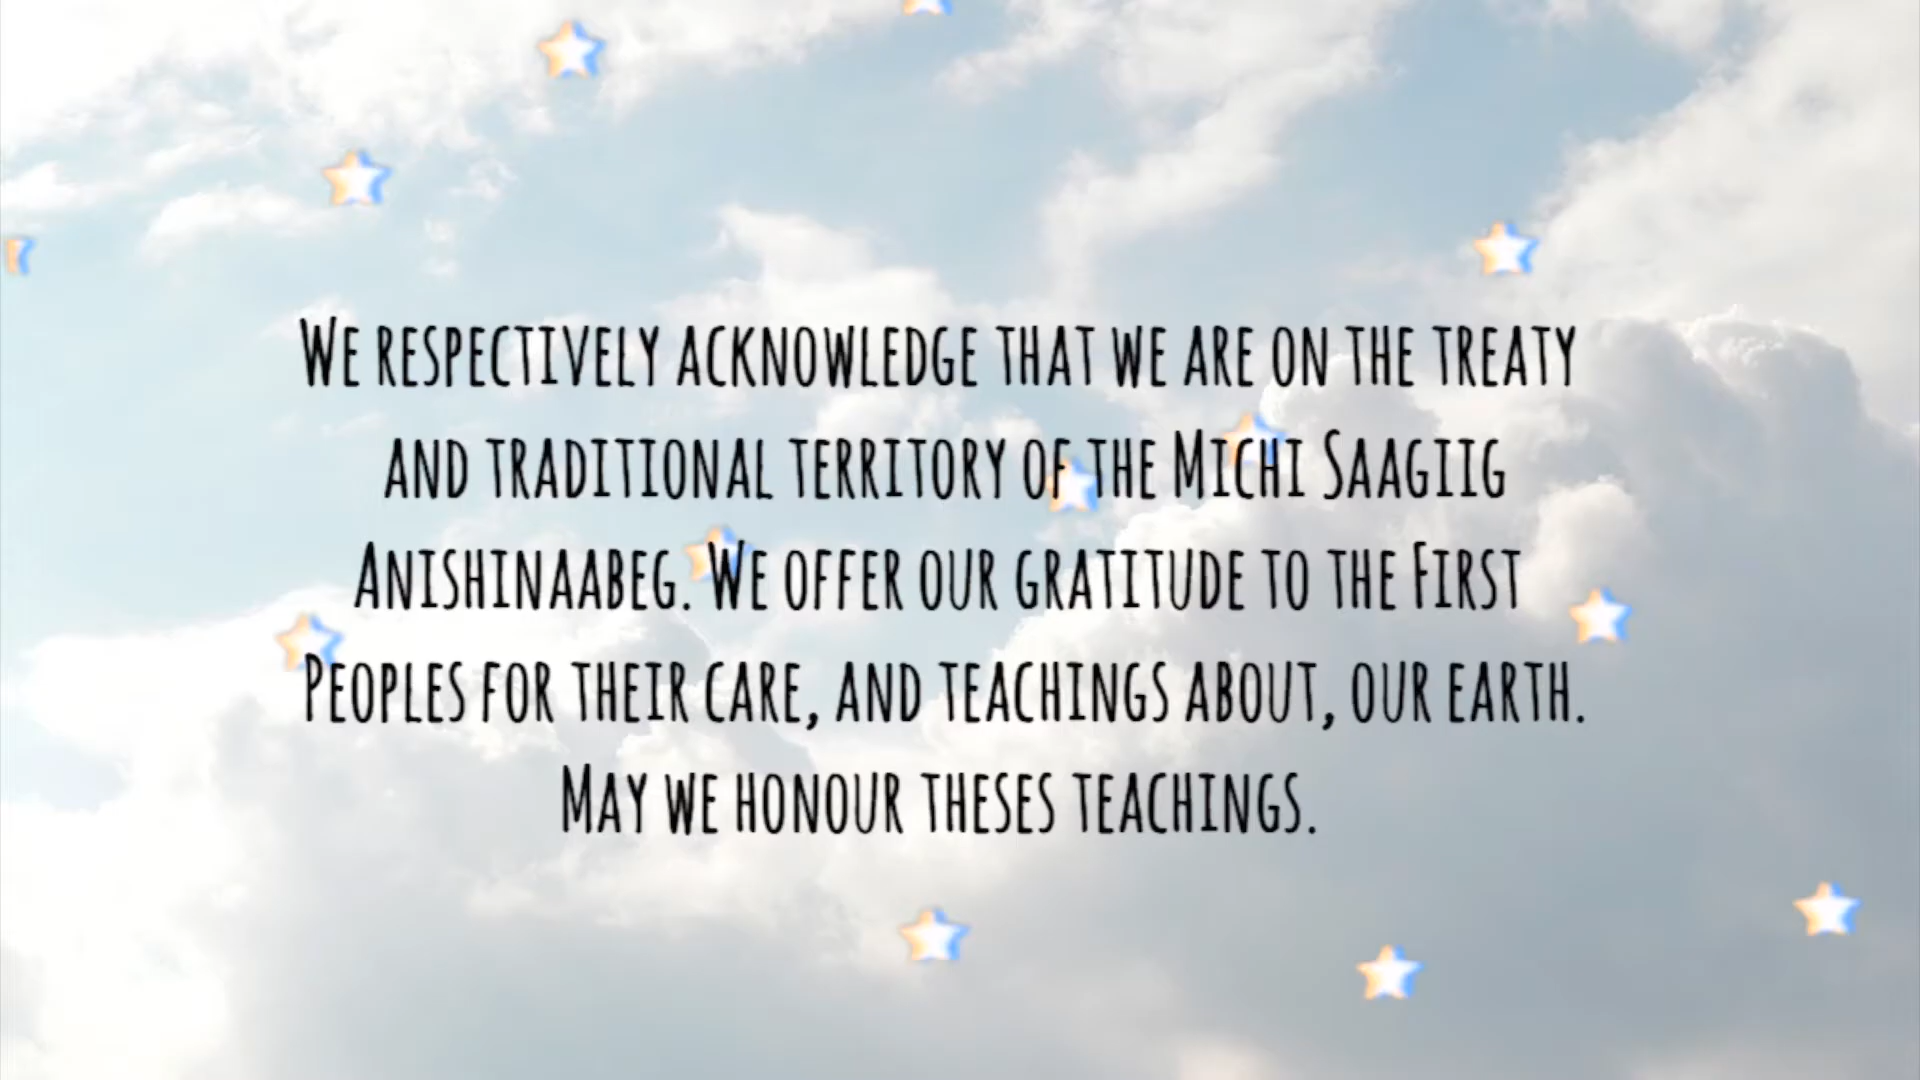 We respectively acknowledge that we are on the treaty
and traditional territory of the Michi Saagiig
Anishinaabeg. We offer our gratitude to the First
Peoples for their care, and teachings about, our earth.
May we honour theses teachings.